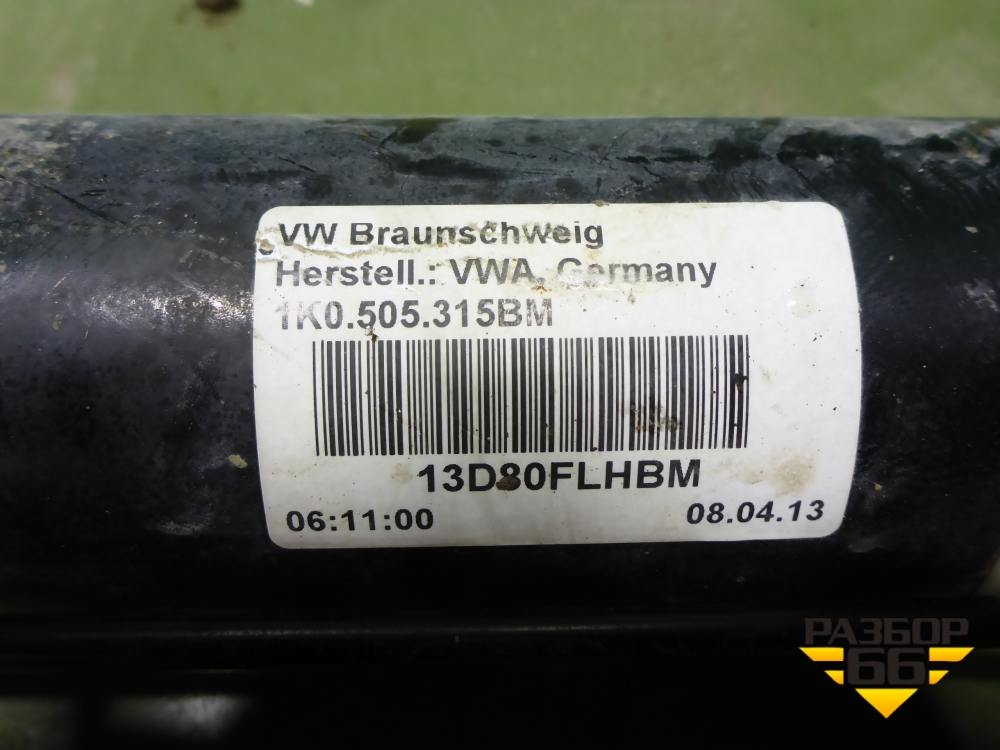 VW Braunschweig
Herstell.: VWA, Germany
1K0.505.315BM
13D80FLHBM
06:11:00
08.04.13
РАЗБОР
66